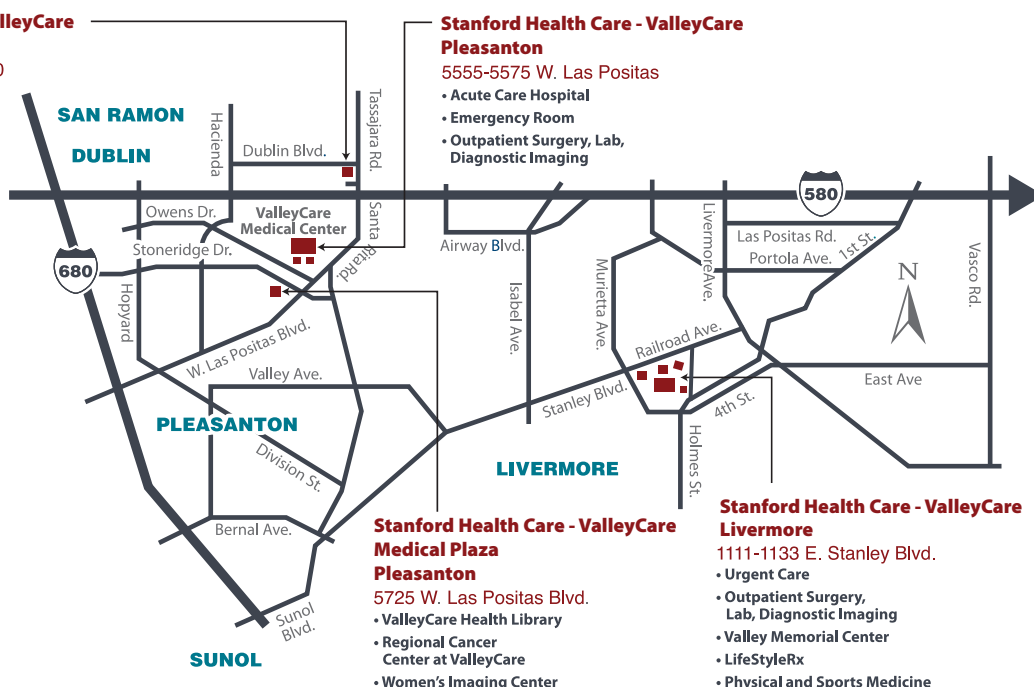 lleyCare
0
Stanford Health Care - ValleyCare
Pleasanton
5555-5575 W. Las Positas
• Acute Care Hospital
• Emergency Room
• Outpatient Surgery, Lab,
Diagnostic Imaging
SAN RAMON
DUBLIN
Hacienda
Dublin Blvd.
Tassajara Rd.
580
Owens Dr.
ValleyCare
Medical Center
Santa
Rita Rd.
Stoneridge Dr.
680
Hopyard
W. Las Positas Blvd.
Airway Blvd.
Isabel Ave.
Murietta Ave.
Livermore Ave.
Las Positas Rd.
Portola Ave.
1st St.
N
Vasco Rd.
Railroad Ave.
East Ave
Valley Ave.
Stanley Blvd.
4th St.
Holmes St.
PLEASANTON
Division St.
LIVERMORE
Bernal Ave.
Sunol
Blvd.
SUNOL
Stanford Health Care - ValleyCare
Medical Plaza
Pleasanton
5725 W. Las Positas Blvd.
• ValleyCare Health Library
• Regional Cancer
Center at ValleyCare
• Women's Imaging Center
Stanford Health Care - ValleyCare
Livermore
1111-1133 E. Stanley Blvd.
• Urgent Care
• Outpatient Surgery,
Lab, Diagnostic Imaging
• Valley Memorial Center
• LifeStyleRx
• Physical and Sports Medicine